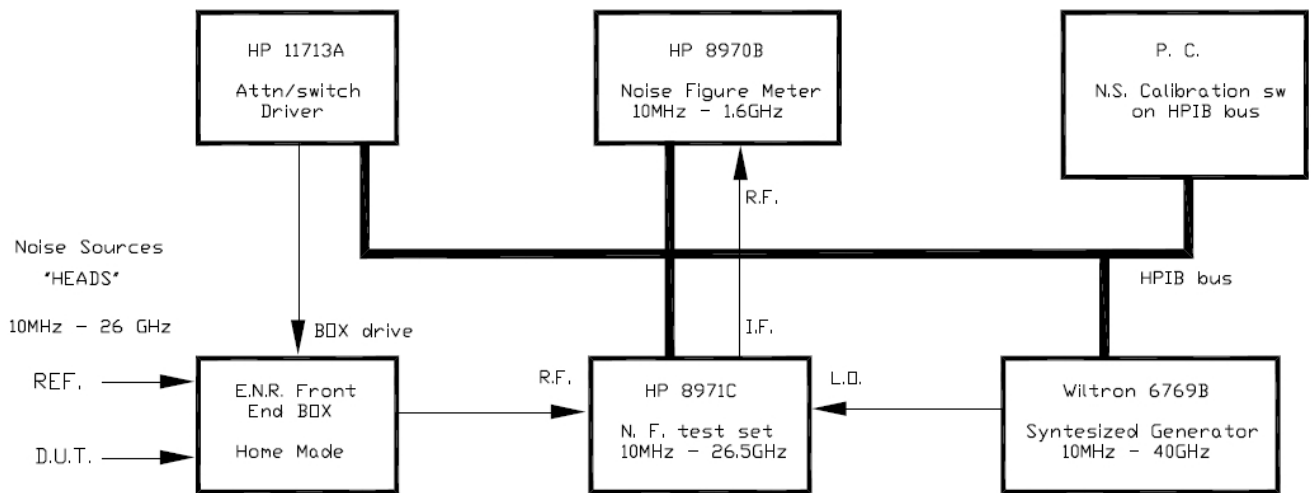 HP 11713A
Attn/switch
Driver
HP 8970B
Noise Figure Meter
10MHz - 1.6GHz
P. C.
N.S. Calibration sw
on HPIB bus
R.F.
Noise Sources
"HEADS"
10MHz - 26 GHz
HPIB bus
BOX drive
I.F.
REF.
D.U.T.
E.N.R. Front
End BOX
Home Made
R.F.
HP 8971C
N. F. test set
10MHz - 26.5GHz
L.O.
Wiltron 6769B
Syntesized Generator
10MHz - 40GHz